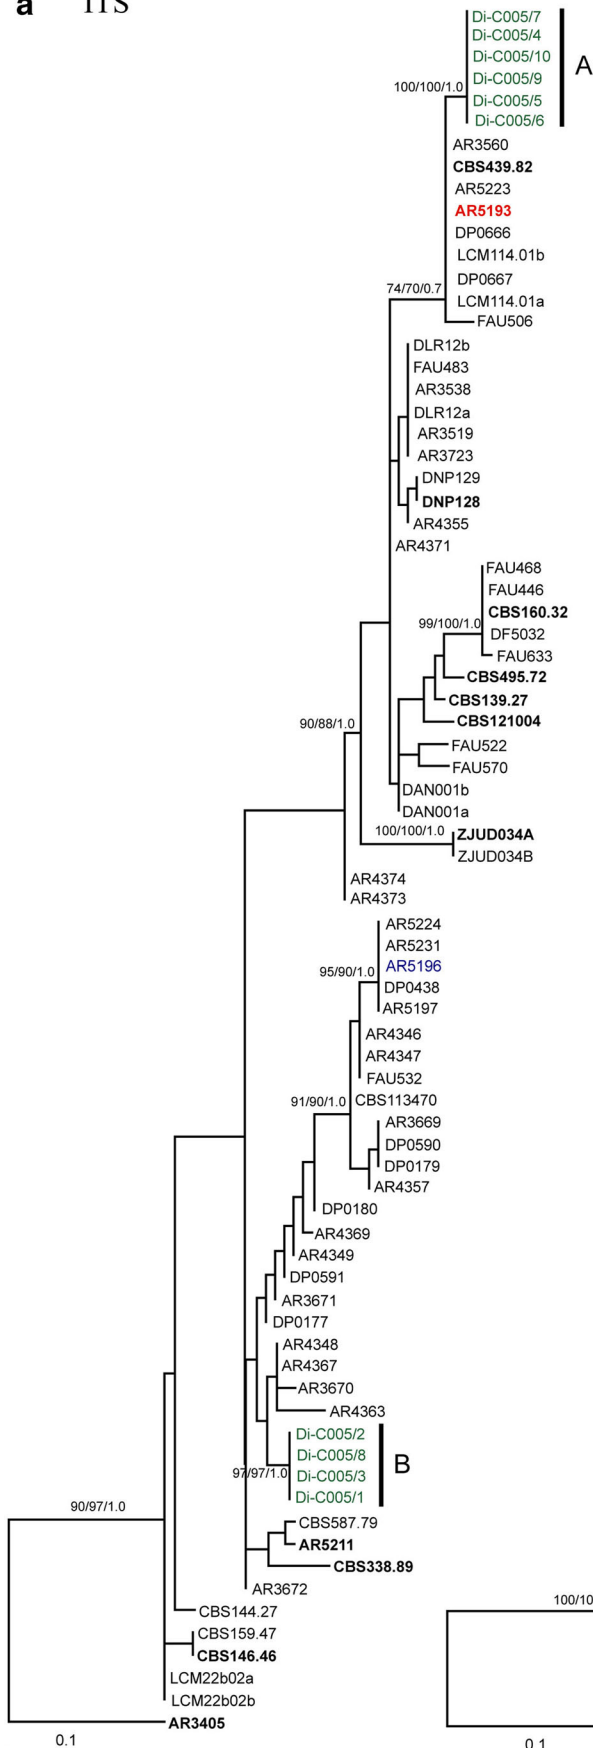 a ITS
Di-C005/7
Di-C005/4
Di-C005/10
A
Di-C005/9
100/100/1.0
Di-C005/5
Di-C005/6
AR3560
CBS439.82
AR5223
AR5193
DP0666
LCM114.01b
DP0667
74/70/0.7
LCM114.01a
FAU506
DLR12b
FAU483
AR3538
DLR12a
AR3519
AR3723
DNP129
DNP128
AR4355
AR4371
FAU468
FAU446
CBS160.32
99/100/1.0
DF5032
FAU633
CBS495.72
CBS139.27
CBS121004
90/88/1.0
FAU522
FAU570
DAN001b
DAN001a
100/100/1.0
ZJUD034A
ZJUD034B
AR4374
AR4373
AR5224
AR5231
AR5196
95/90/1.0
DP0438
AR5197
AR4346
AR4347
FAU532
91/90/1.0
CBS113470
AR3669
DP0590
DP0179
AR4357
DP0180
AR4369
AR4349
DP0591
AR3671
DP0177
AR4348
AR4367
AR3670
AR4363
Di-C005/2
Di-C005/8
B
97/97/1.0
Di-C005/3
Di-C005/1
90/97/1.0
CBS587.79
AR5211
CBS338.89
AR3672
100/10
CBS144.27
CBS159.47
CBS146.46
LCM22b02a
LCM22b02b
AR3405
0.1
0.1